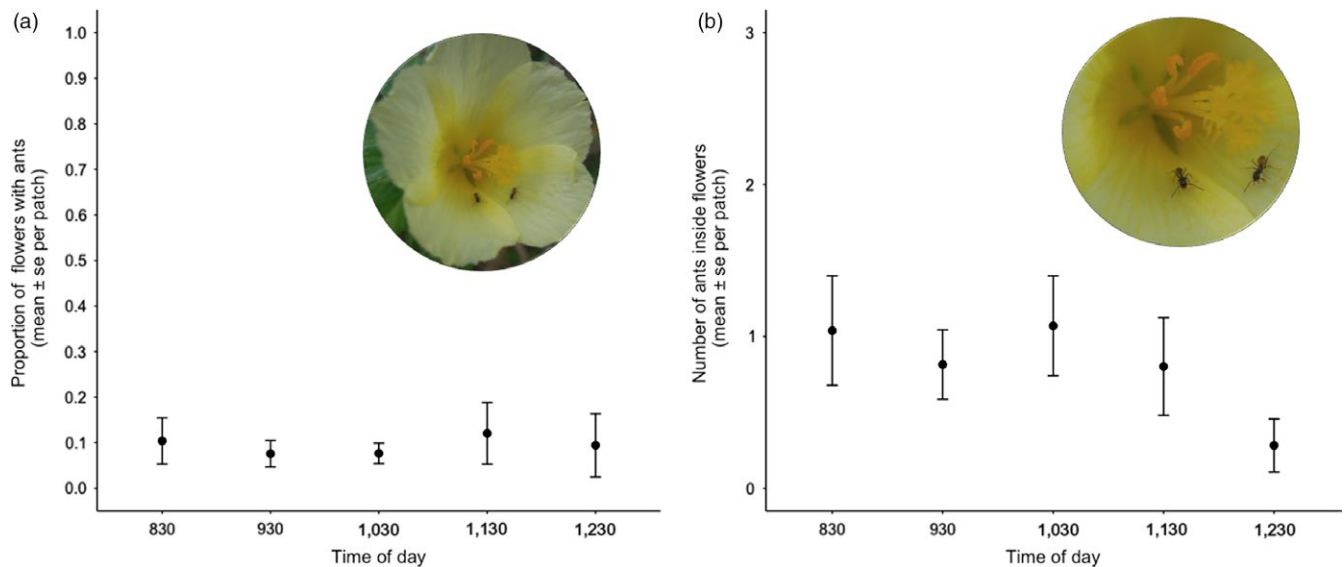 (a)
Proportion of flowers with ants
(mean ± se per patch)
1.0
0.9
0.8
0.7
0.6
0.5
0.4
0.3
0.2
0.1
0.0
830 930 1,030 1,130 1,230
Time of day
(b)
Number of ants inside flowers
(mean ± se per patch)
3
2
1
0
830 930 1,030 1,130 1,230
Time of day